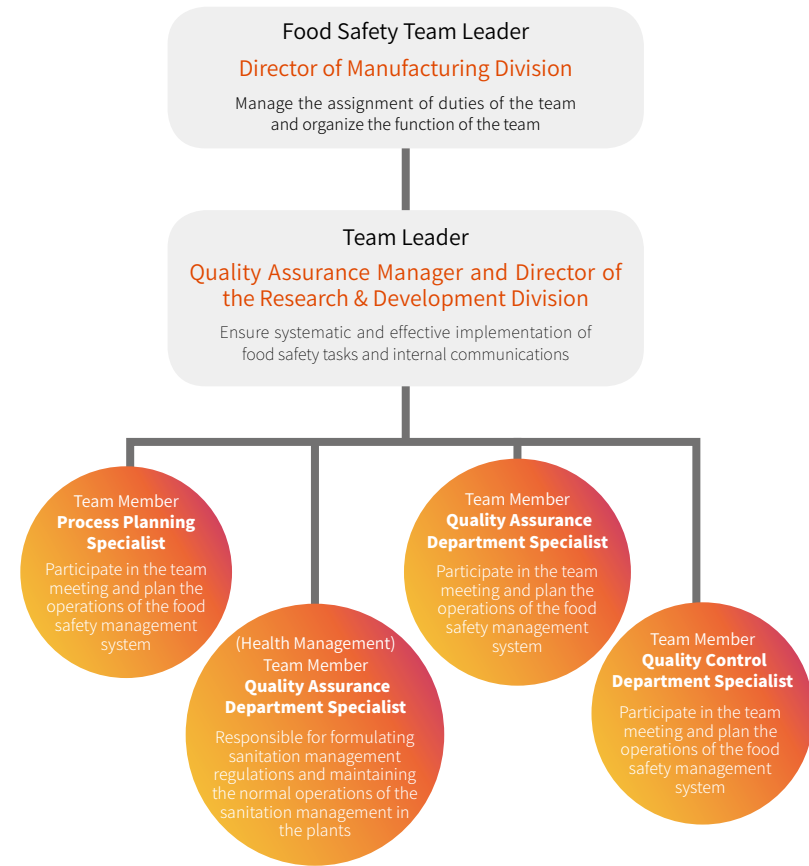 Food Safety Team Leader
Director of Manufacturing Division
Manage the assignment of duties of the team
and organize the function of the team
Team Leader
Quality Assurance Manager and Director of
the Research & Development Division
Ensure systematic and effective implementation of
food safety tasks and internal communications
Team Member
Process Planning
Specialist
Participate in the team
meeting and plan the
operations of the food
safety management
system
(Health Management)
Team Member
Quality Assurance
Department Specialist
Responsible for formulating
sanitation management
regulations and maintaining
the normal operations of the
sanitation management in
the plants
Team Member
Quality Assurance
Department Specialist
Participate in the team
meeting and plan the
operations of the food
safety management
system
Team Member
Quality Control
Department Specialist
Participate in the team
meeting and plan the
operations of the food
safety management
system